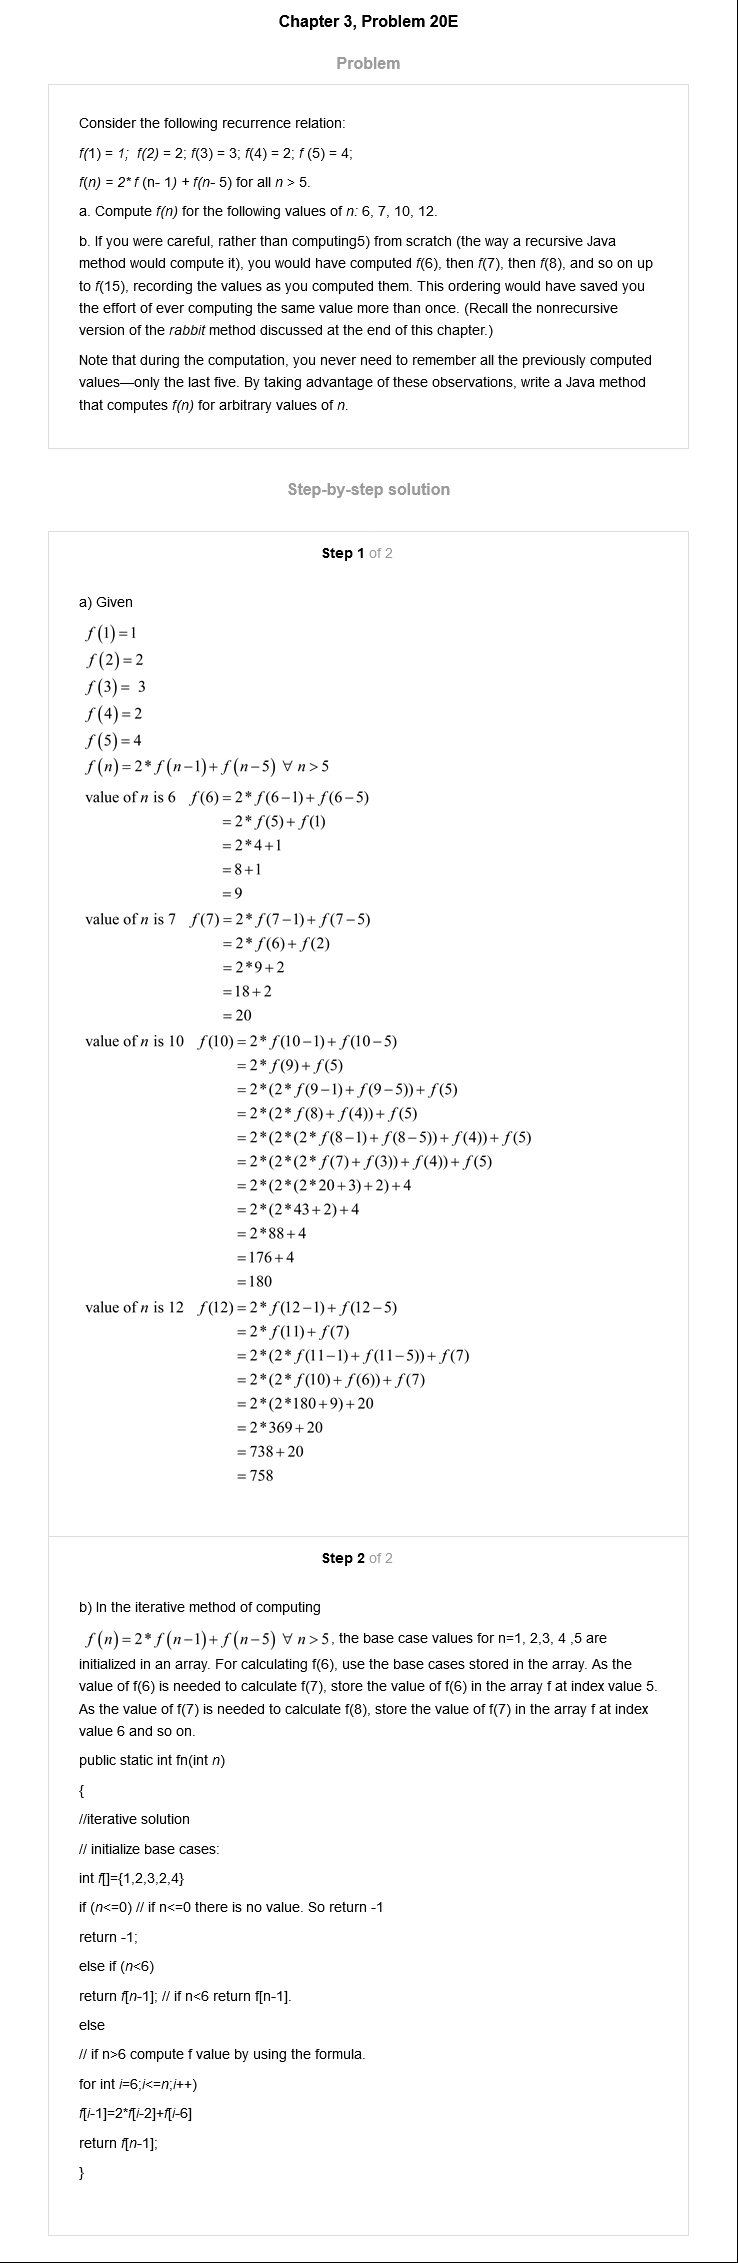 Chapter 3, Problem 20E
Problem
Consider the following recurrence relation:
f(1) = 1; f(2) = 2; f(3) = 3; f(4) = 2; f (5) = 4;
f(n) = 2* f (n- 1) + f(n- 5) for all n > 5.
a. Compute f(n) for the following values of n: 6, 7, 10, 12.
b. If you were careful, rather than computing5) from scratch (the way a recursive Java
method would compute it), you would have computed f(6), then f(7), then f(8), and so on up
to f(15), recording the values as you computed them. This ordering would have saved you
the effort of ever computing the same value more than once. (Recall the nonrecursive
version of the rabbit method discussed at the end of this chapter.)
Note that during the computation, you never need to remember all the previously computed
values—only the last five. By taking advantage of these observations, write a Java method
that computes f(n) for arbitrary values of n.
Step-by-step solution
Step 1 of 2
a) Given
f(1)=1
f(2)=2
f(3)= 3
f(4)=2
f(5)=4
f(n)=2*f(n−1)+f(n−5) ∀ n>5
value of n is 6 f(6)=2*f(6−1)+f(6−5)
=2*f(5)+f(1)
=2*4+1
=8+1
=9
value of n is 7 f(7)=2*f(7−1)+f(7−5)
=2*f(6)+f(2)
=2*9+2
=18+2
=20
value of n is 10 f(10)=2*f(10−1)+f(10−5)
=2*f(9)+f(5)
=2*(2*f(9−1)+f(9−5))+f(5)
=2*(2*f(8)+f(4))+f(5)
=2*(2*(2*f(8−1)+f(8−5))+f(4))+f(5)
=2*(2*(2*f(7)+f(3))+f(4))+f(5)
=2*(2*(2*20+3)+2)+4
=2*(2*43+2)+4
=2*88+4
=176+4
=180
value of n is 12 f(12)=2*f(12−1)+f(12−5)
=2*f(11)+f(7)
=2*(2*f(11−1)+f(11−5))+f(7)
=2*(2*f(10)+f(6))+f(7)
=2*(2*180+9)+20
=2*369+20
=738+20
=758
Step 2 of 2
b) In the iterative method of computing
f(n)=2*f(n−1)+f(n−5) ∀ n>5, the base case values for n=1, 2,3, 4 ,5 are
initialized in an array. For calculating f(6), use the base cases stored in the array. As the
value of f(6) is needed to calculate f(7), store the value of f(6) in the array f at index value 5.
As the value of f(7) is needed to calculate f(8), store the value of f(7) in the array f at index
value 6 and so on.
public static int fn(int n)
{
//iterative solution
// initialize base cases:
int f[]={1,2,3,2,4}
if (n<=0) // if n<=0 there is no value. So return -1
return -1;
else if (n<6)
return f[n-1]; // if n<6 return f[n-1].
else
// if n>6 compute f value by using the formula.
for int i=6;i<=n;i++)
f[i-1]=2*f[i-2]+f[i-6]
return f[n-1];
}